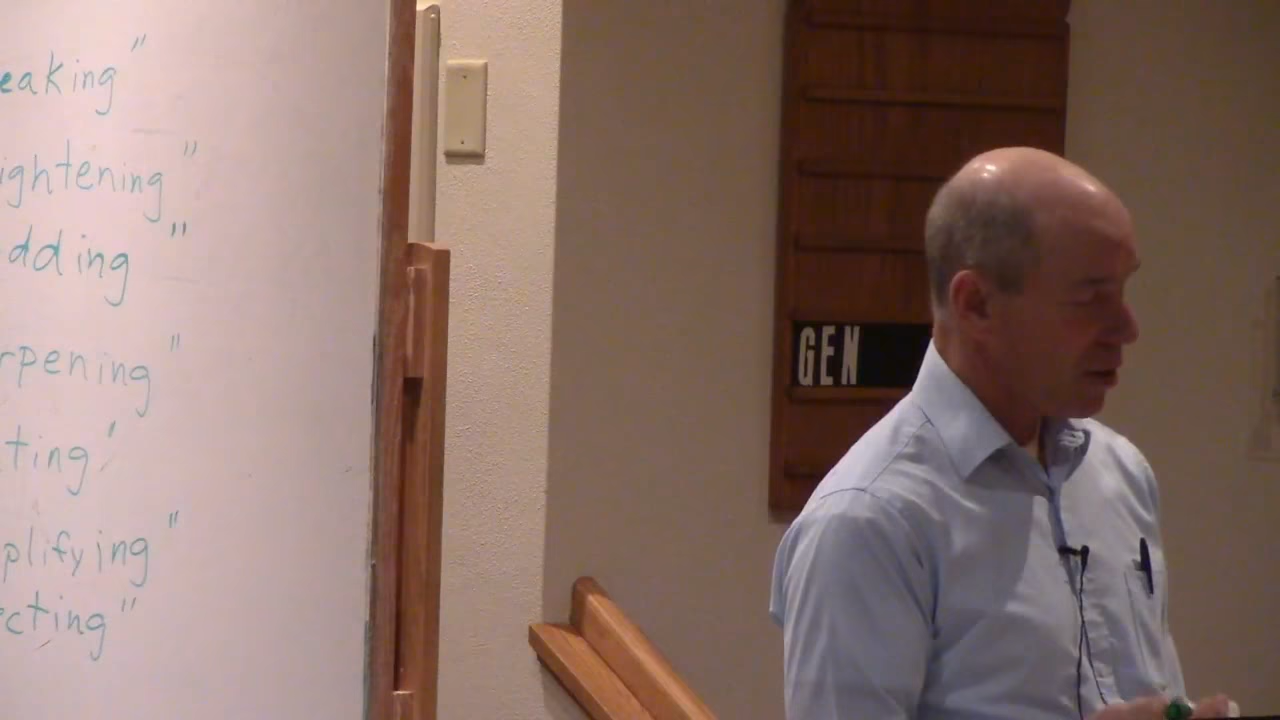 eaking"
ightening"
dding"
rpening
"
ting"
plifying"
cting"
GEN